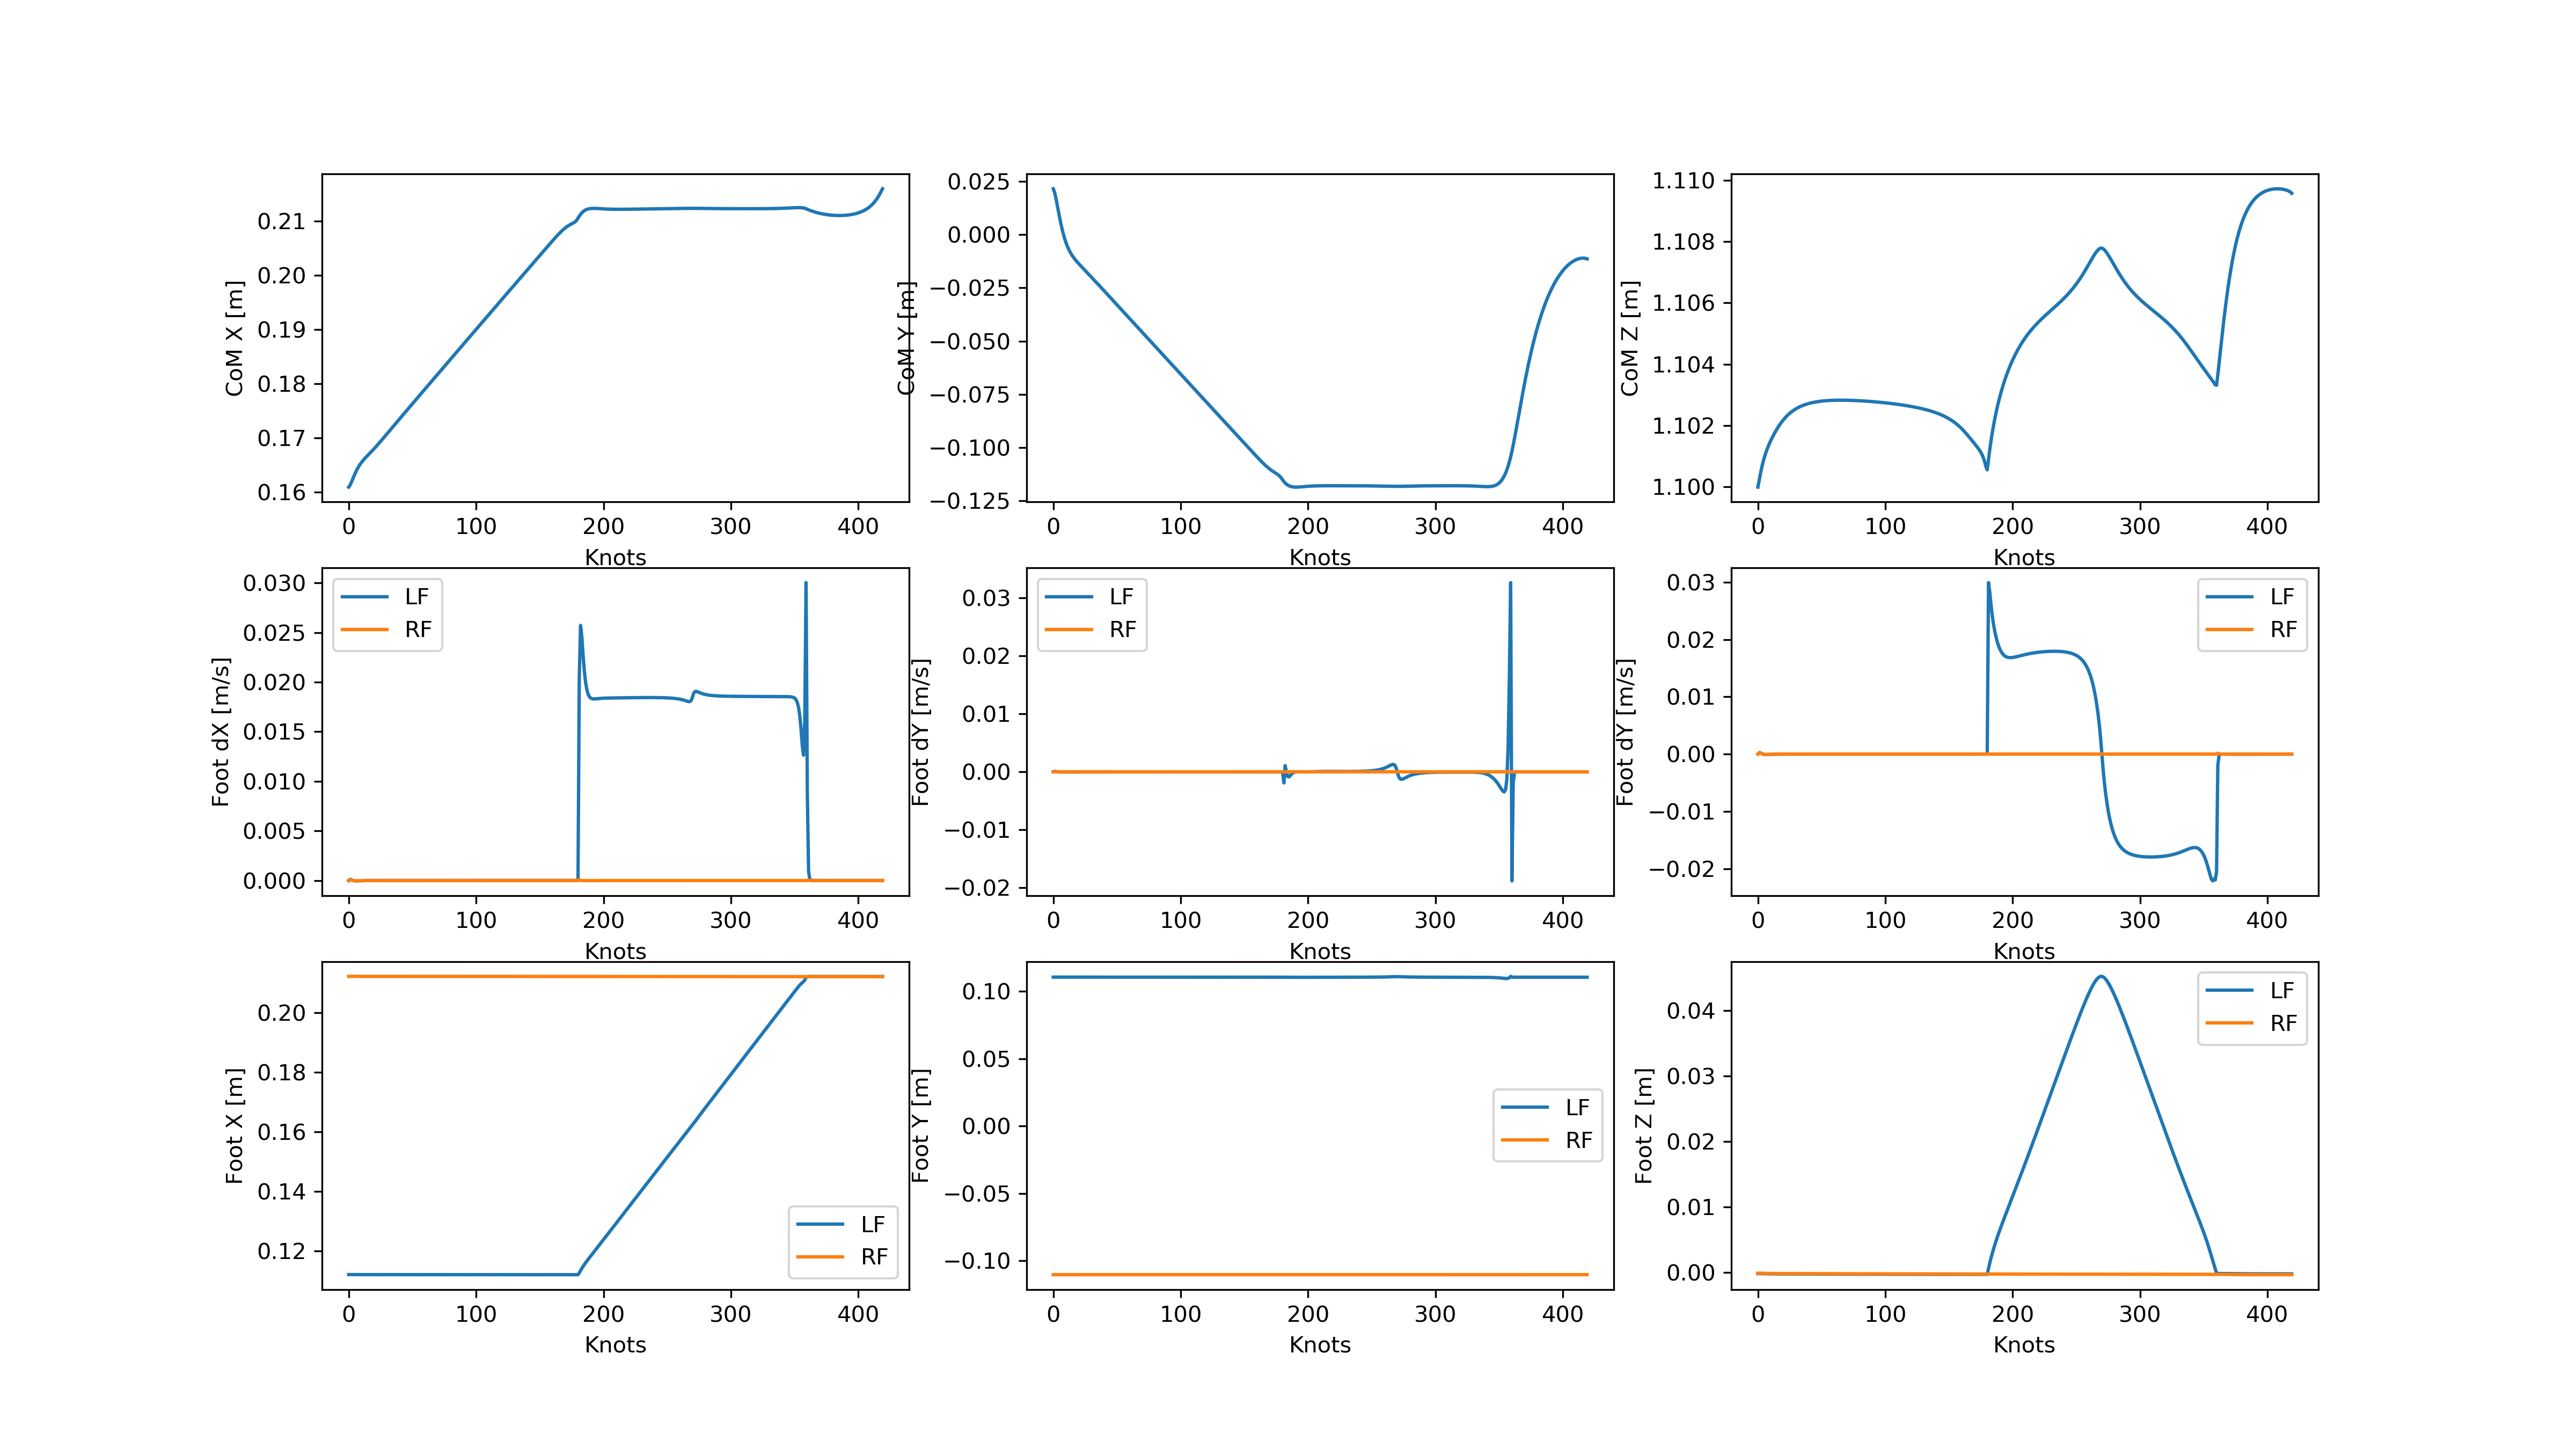 CoM X [m]
0.21
0.20
0.19
0.18
0.17
0.16
0 100 200 300 400
Knots
CoM Y [m]
0.025
0.000
−0.025
−0.050
−0.075
−0.100
−0.125
0 100 200 300 400
Knots
CoM Z [m]
1.110
1.108
1.106
1.104
1.102
1.100
0 100 200 300 400
Knots
Foot dX [m/s]
0.030
0.025
0.020
0.015
0.010
0.005
0.000
LF
RF
0 100 200 300 400
Knots
Foot dY [m/s]
0.03
0.02
0.01
0.00
−0.01
−0.02
LF
RF
0 100 200 300 400
Knots
Foot dZ [m/s]
0.03
0.02
0.01
0.00
−0.01
−0.02
LF
RF
0 100 200 300 400
Knots
Foot X [m]
0.20
0.18
0.16
0.14
0.12
LF
RF
0 100 200 300 400
Knots
Foot Y [m]
0.10
0.05
0.00
−0.05
−0.10
LF
RF
0 100 200 300 400
Knots
Foot Z [m]
0.04
0.03
0.02
0.01
0.00
LF
RF
0 100 200 300 400
Knots